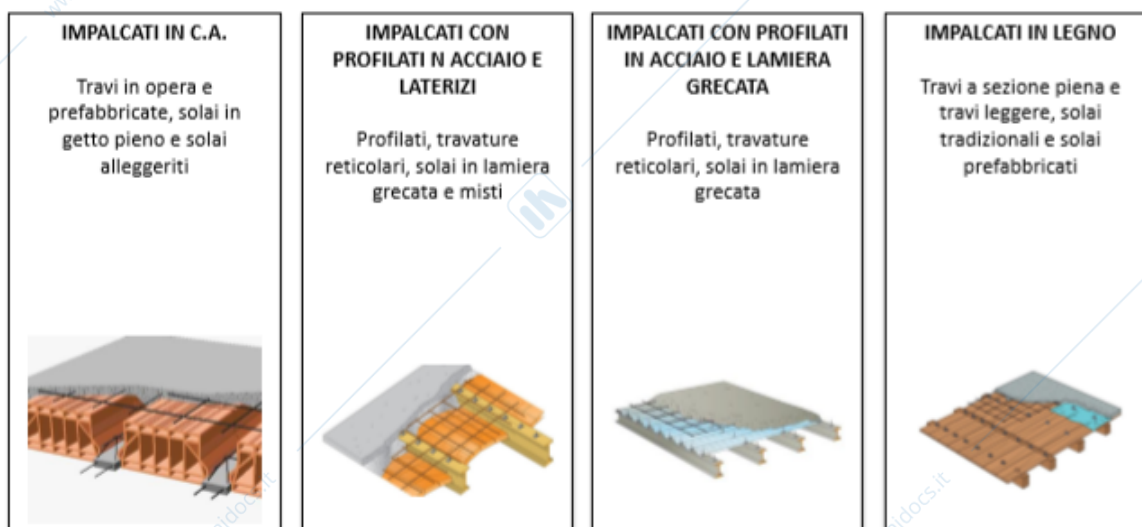 IMPALCATI IN C.A.
Travi in opera e
prefabbricate, solai in
getto pieno e solai
alleggeriti
IMPALCATI CON
PROFILATI N ACCIAIO E
LATERIZI
Profilati, travature
reticolari, solai in lamiera
grecata e misti
IMPALCATI CON PROFILATI
IN ACCIAIO E LAMIERA
GRECATA
Profilati, travature
reticolari, solai in lamiera
grecata
IMPALCATI IN LEGNO
Travi a sezione piena e
travi leggere, solai
tradizionali e solai
prefabbricati